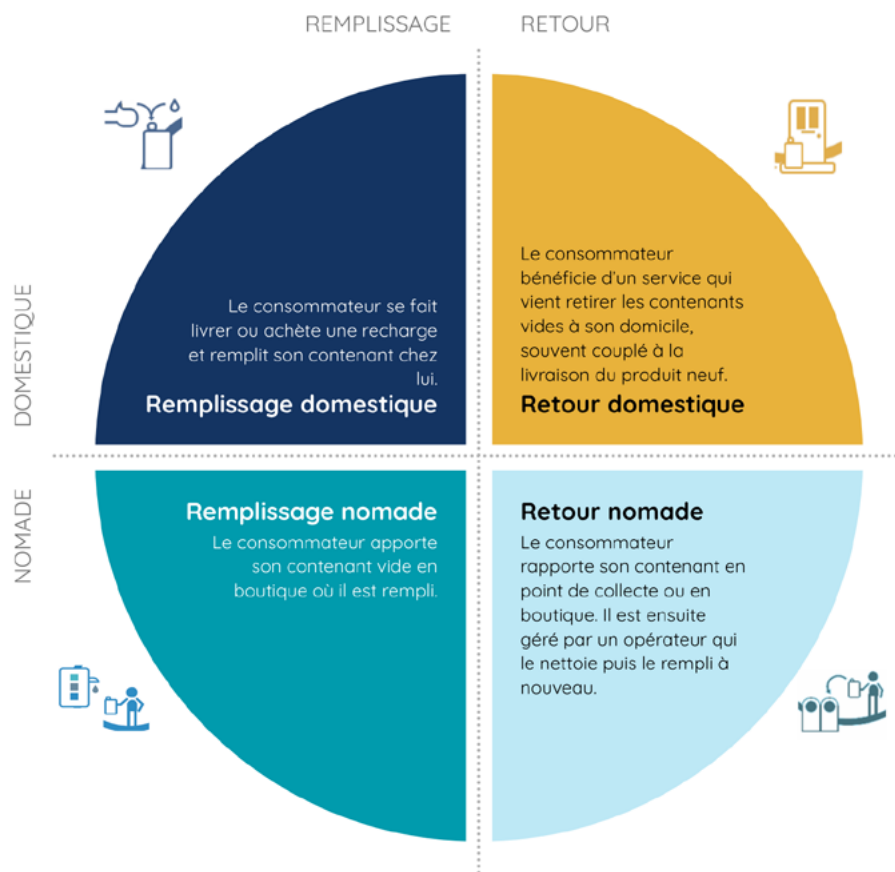 REMPLISSAGE
RETOUR
DOMESTIQUE
Le consommateur se fait
livrer ou achète une recharge
et remplit son contenant chez
lui.
Remplissage domestique
Le consommateur
bénéficie d'un service qui
vient retirer les contenants
vides à son domicile,
souvent couplé à la
livraison du produit neuf.
Retour domestique
NOMADE
Remplissage nomade
Le consommateur apporte
son contenant vide en
boutique où il est rempli.
Retour nomade
Le consommateur
rapporte son contenant en
point de collecte ou en
boutique. Il est ensuite
géré par un opérateur qui
le nettoie puis le rempli à
nouveau.